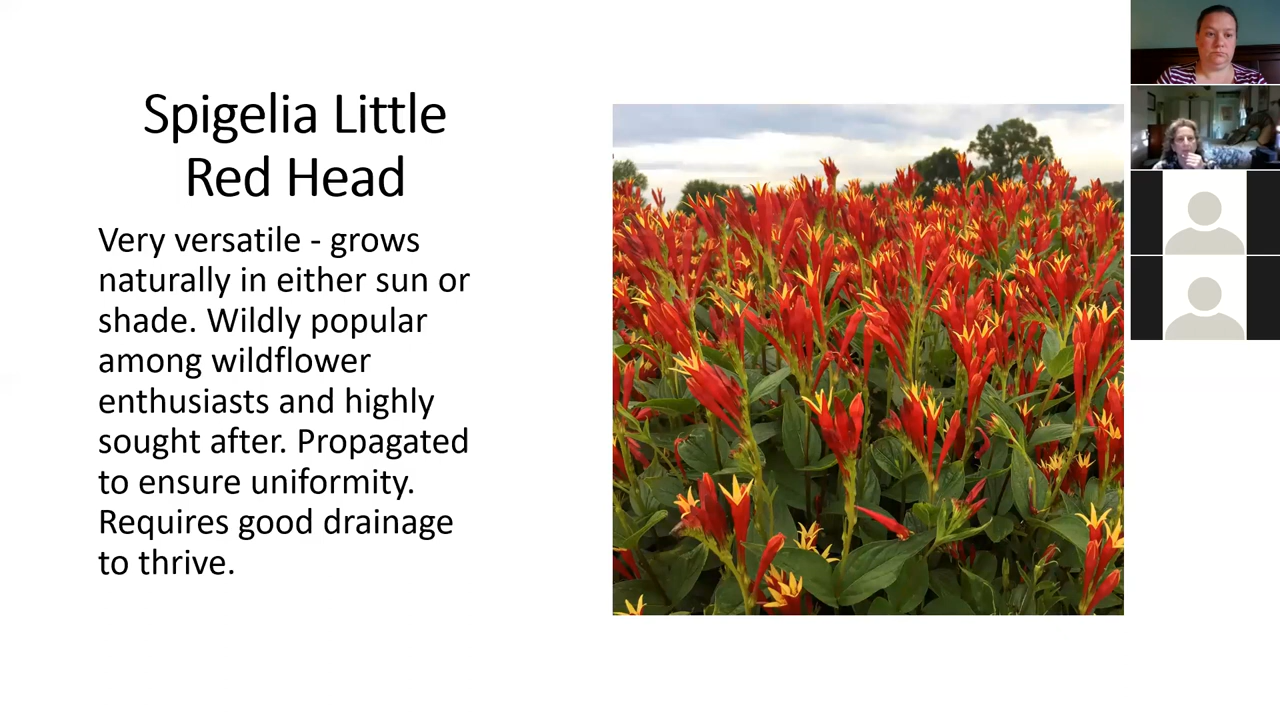 Spigelia Little
Red Head
Very versatile - grows
naturally in either sun or
shade. Wildly popular
among wildflower
enthusiasts and highly
sought after. Propagated
to ensure uniformity.
Requires good drainage
to thrive.